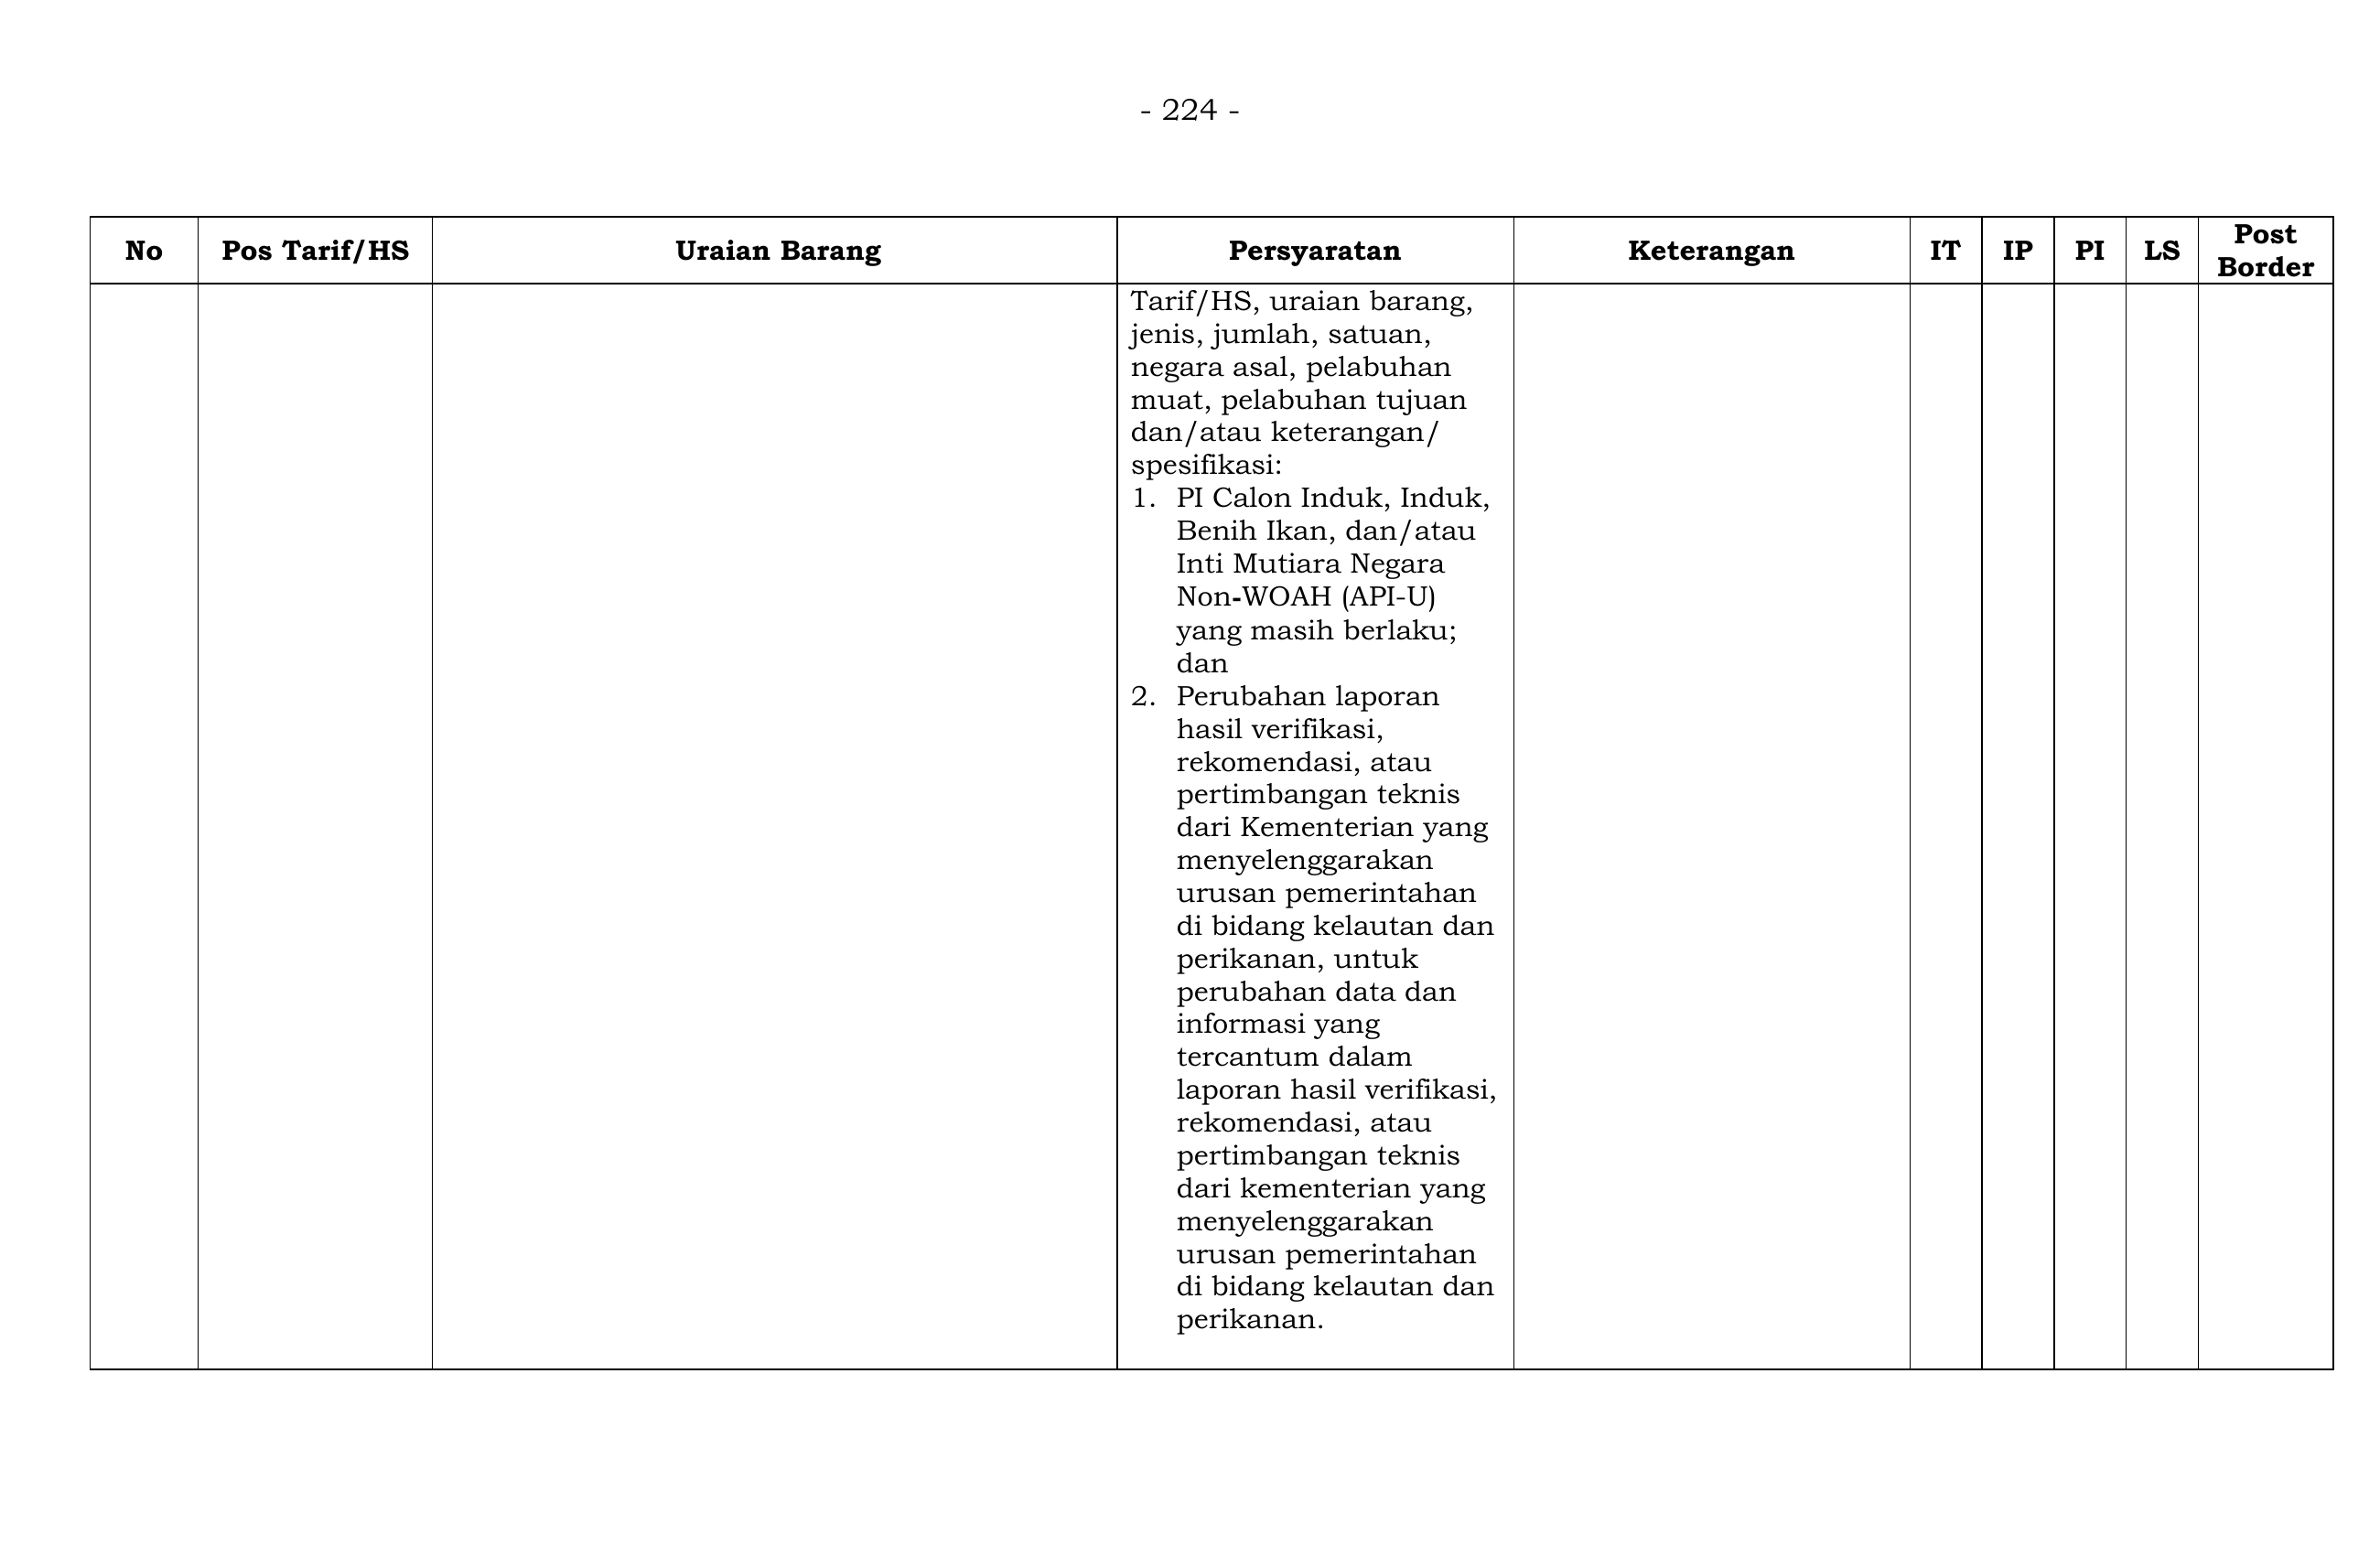 - 224 -
No Pos Tarif/HS Uraian Barang Persyaratan Keterangan IT IP PI LS Post Border
Tarif/HS, uraian barang,
jenis, jumlah, satuan,
negara asal, pelabuhan
muat, pelabuhan tujuan
dan/atau keterangan/
spesifikasi:
1. PI Calon Induk, Induk,
Benih Ikan, dan/atau
Inti Mutiara Negara
Non-WOAH (API-U)
yang masih berlaku;
dan
2. Perubahan laporan
hasil verifikasi,
rekomendasi, atau
pertimbangan teknis
dari Kementerian yang
menyelenggarakan
urusan pemerintahan
di bidang kelautan dan
perikanan, untuk
perubahan data dan
informasi yang
tercantum dalam
laporan hasil verifikasi,
rekomendasi, atau
pertimbangan teknis
dari kementerian yang
menyelenggarakan
urusan pemerintahan
di bidang kelautan dan
perikanan.